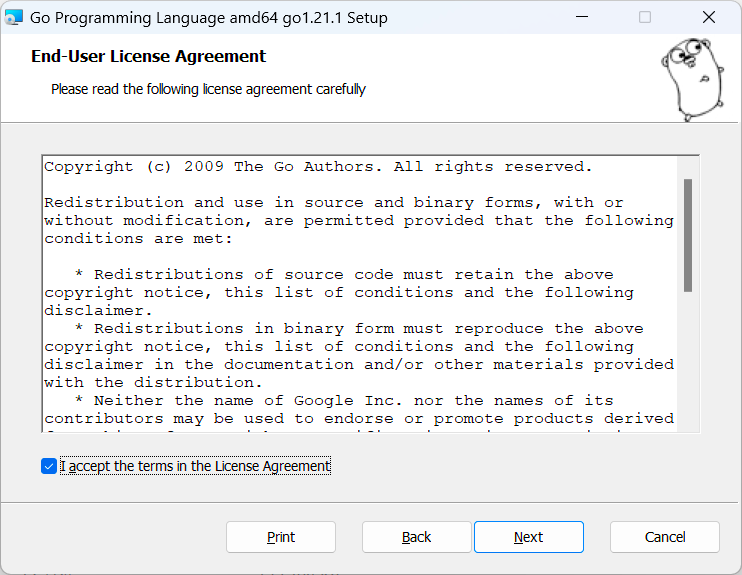 Go Programming Language amd64 go1.21.1 Setup
End-User License Agreement
Please read the following license agreement carefully
Copyright (c) 2009 The Go Authors. All rights reserved.
Redistribution and use in source and binary forms, with or
without modification, are permitted provided that the following
conditions are met:
* Redistributions of source code must retain the above
copyright notice, this list of conditions and the following
disclaimer.
* Redistributions in binary form must reproduce the above
copyright notice, this list of conditions and the following
disclaimer in the documentation and/or other materials provided
with the distribution.
* Neither the name of Google Inc. nor the names of its
contributors may be used to endorse or promote products derived
I accept the terms in the License Agreement
Print Back Next Cancel